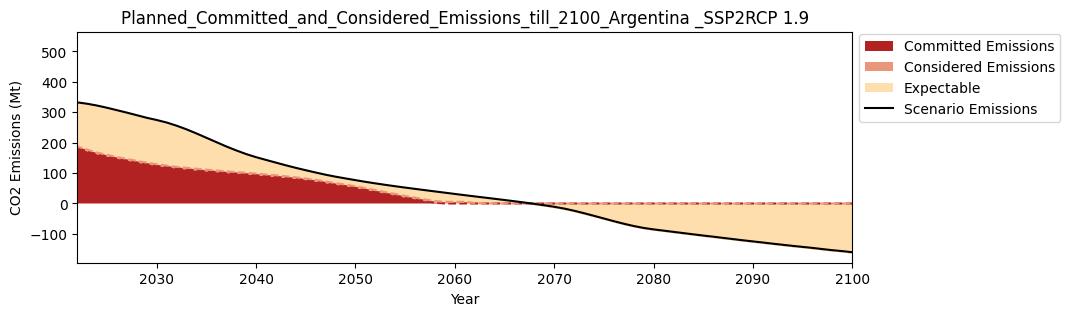 Planned_Committed_and_Considered_Emissions_till_2100_Argentina _SSP2RCP 1.9
500
400
300
200
100
0
−100
CO2 Emissions (Mt)
2030
2040
2050
2060
2070
2080
2090
2100
Year
Committed Emissions
Considered Emissions
Expectable
Scenario Emissions